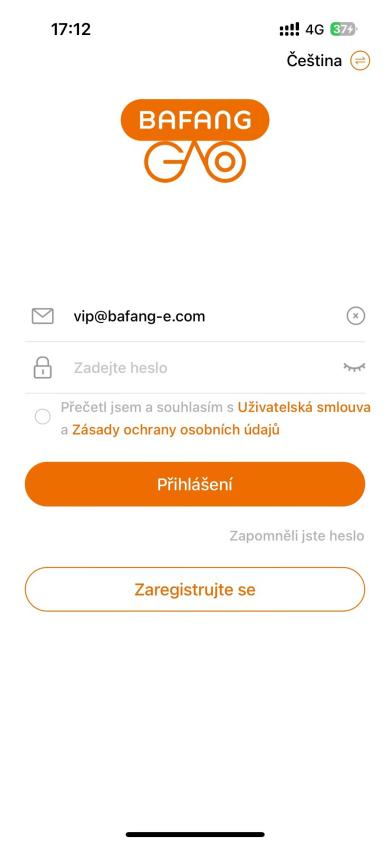 17:12
4G
37
Čeština
BAFANG
GO
vip@bafang-e.com
Zadejte heslo
Přečetl jsem a souhlasím s Uživatelská smlouva
a Zásady ochrany osobních údajů
Přihlášení
Zapomněli jste heslo
Zaregistrujte se